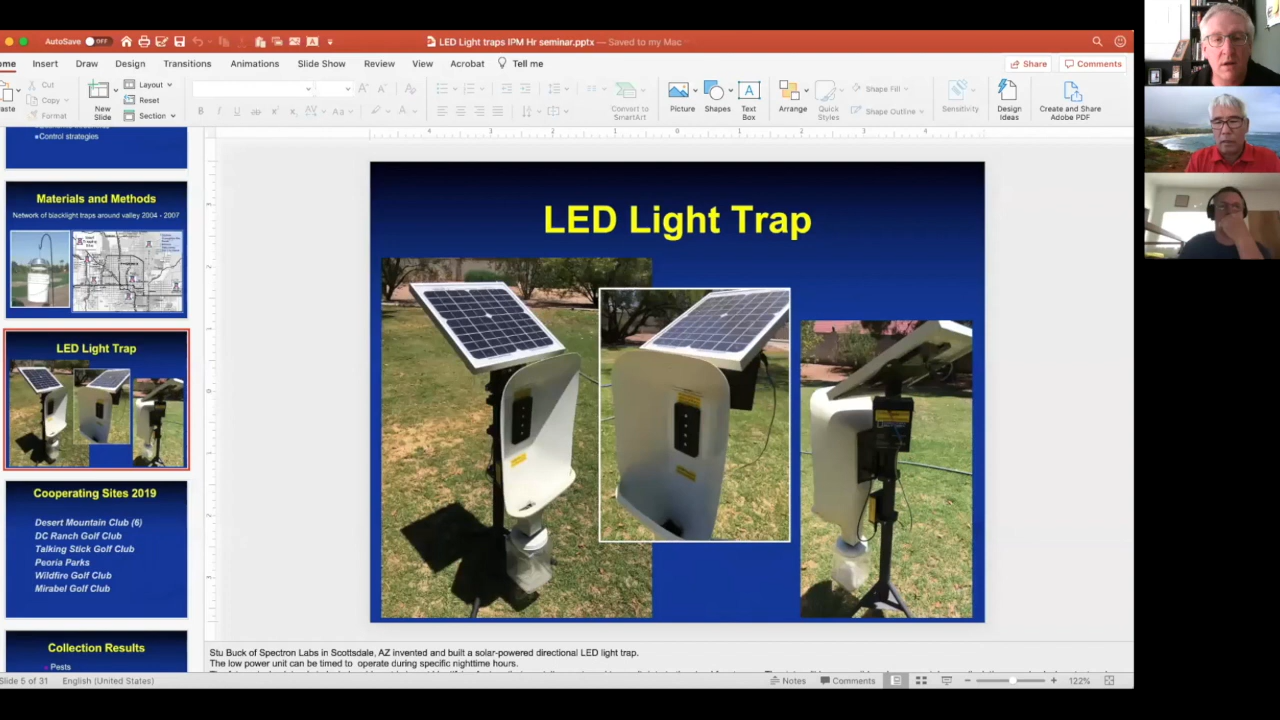 AutoSave OFF
LED Light traps IPM Hr seminar.pptx — Saved to my Mac
ome Insert Draw Design Transitions Animations Slide Show Review View Acrobat Tell me Share Comments
Cut
Copy
Format
New Slide
Layout
Reset
Section
Convert to SmartArt
Picture
Shapes
Text Box
Arrange
Quick Styles
Shape Fill
Shape Outline
Sensitivity
Design Ideas
Create and Share Adobe PDF
Control strategies
Materials and Methods
Network of blacklight traps around valley 2004 - 2007
LED Light Trap
Cooperating Sites 2019
Desert Mountain Club (6)
DC Ranch Golf Club
Talking Stick Golf Club
Peoria Parks
Wildfire Golf Club
Mirabel Golf Club
Collection Results
Pests
LED Light Trap
Stu Buck of Spectron Labs in Scottsdale, AZ invented and built a solar-powered directional LED light trap.
The low power unit can be timed to operate during specific nighttime hours.
Slide 5 of 31 English (United States) Notes Comments 122%